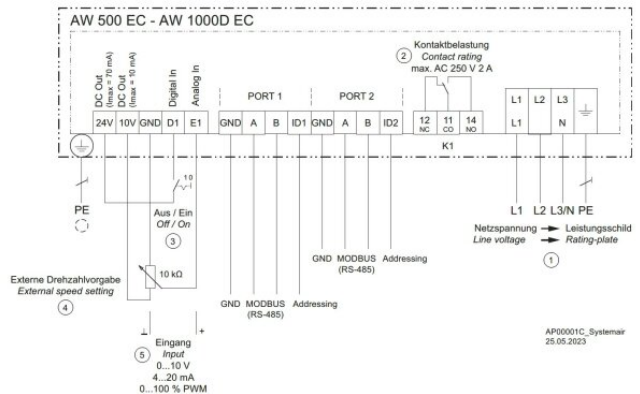 AW 500 EC - AW 1000D EC
DC Out
(Imax = 70 mA)
DC Out
(Imax = 10 mA)
Digital In
Analog In
PORT 1
PORT 2
2
Kontaktbelastung
Contact rating
max. AC 250 V 2 A
24V 10V GND D1 E1
GND A B ID1 GND A B ID2
12 NC
11 CO
14 NO
K1
L1 L2 L3
L1 N
PE
1 0
Aus / Ein
Off / On
3
10 kΩ
Externe Drehzahlvorgabe
External speed setting
4
GND MODBUS Addressing
(RS-485)
GND MODBUS Addressing
(RS-485)
L1 L2 L3/N PE
Netzspannung Leistungsschild
Line voltage Rating-plate
1
+
Eingang
5 Input
0...10 V
4...20 mA
0...100 % PWM
AP00001C_Systemair
25.05.2023